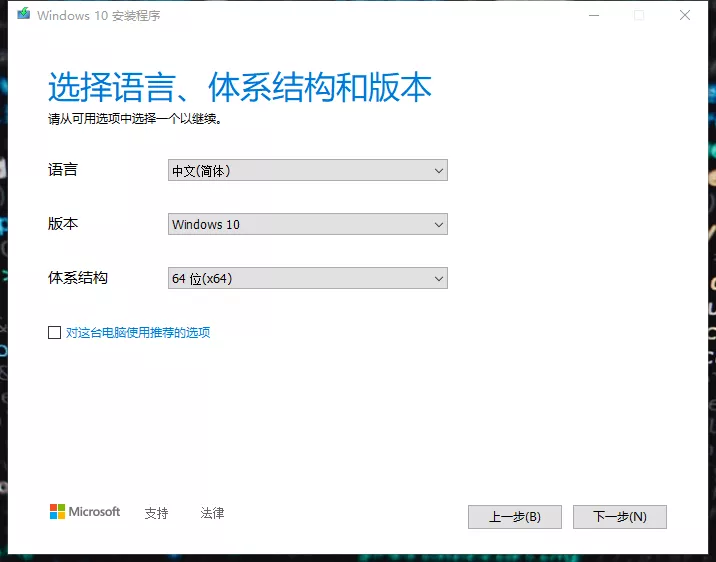 Windows 10 安装程序
选择语言、体系结构和版本
请从可用选项中选择一个以继续。
语言
中文(简体)
版本
Windows 10
体系结构
64 位(x64)
对这台电脑使用推荐的选项
Microsoft 支持 法律 上一步(B) 下一步(N)